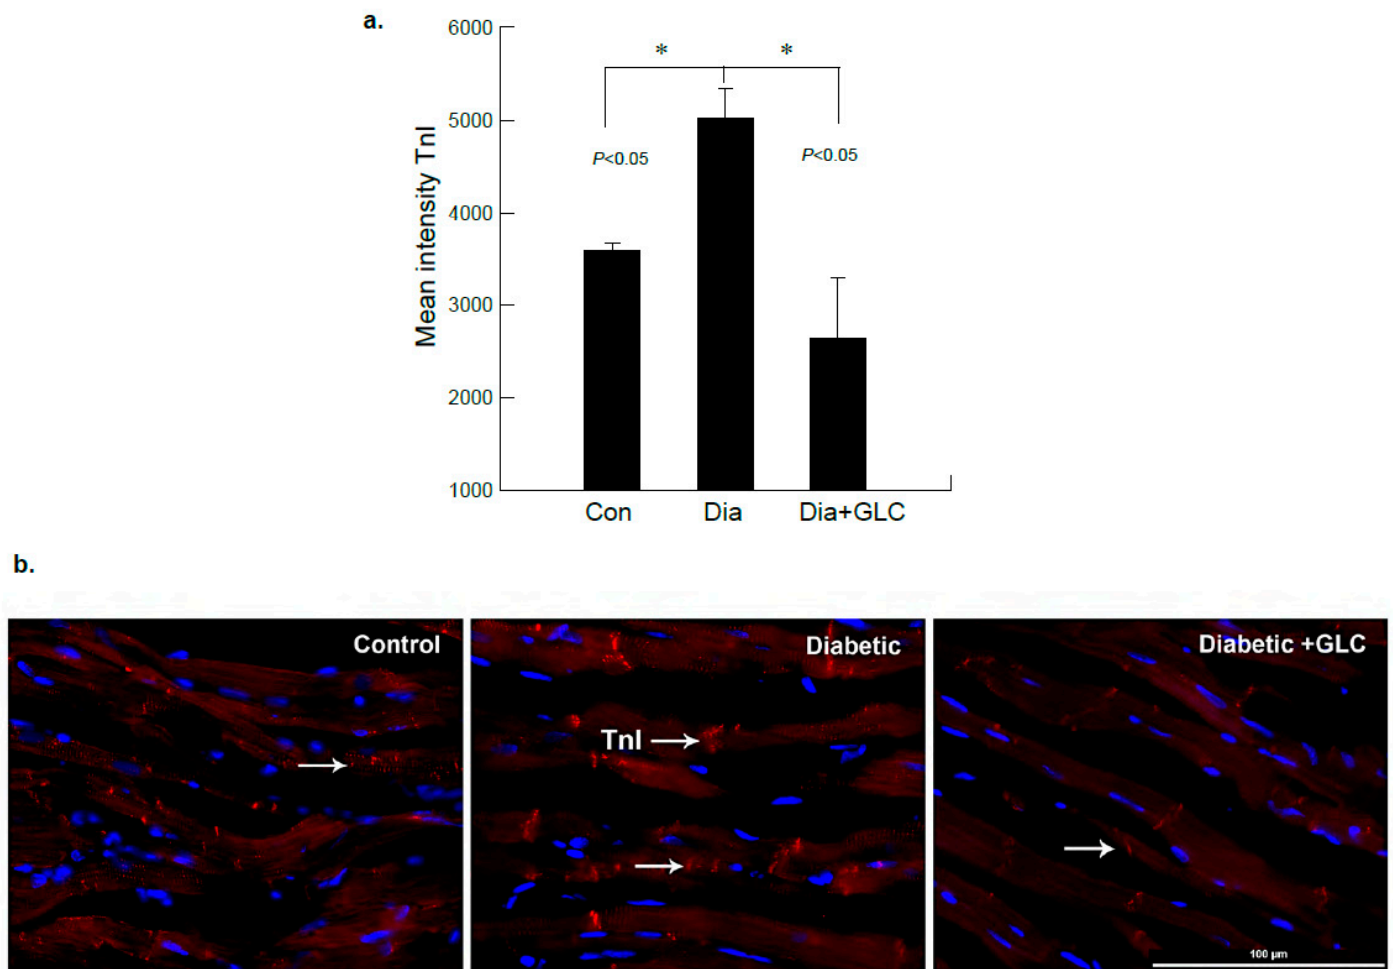 a.
6000
* *
5000
P<0.05 P<0.05
4000
3000
2000
1000
Mean intensity TnI
Con Dia Dia+GLC
b.
Control Diabetic Diabetic +GLC
TnI
100 µm